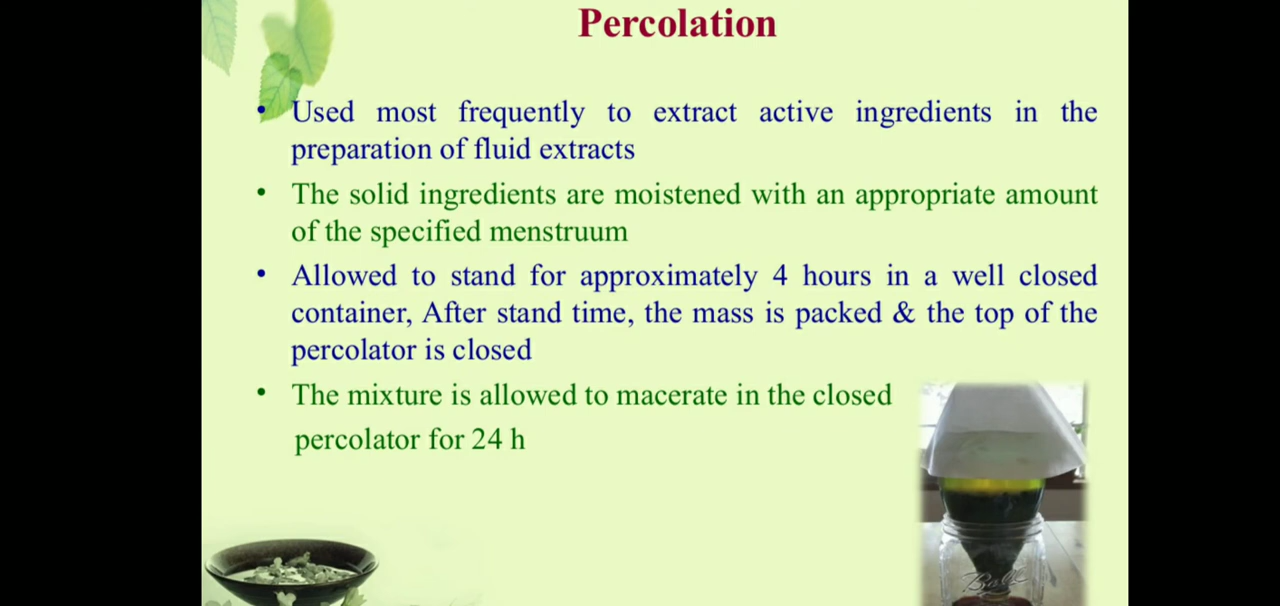 Percolation
• Used most frequently to extract active ingredients in the
preparation of fluid extracts
• The solid ingredients are moistened with an appropriate amount
of the specified menstruum
• Allowed to stand for approximately 4 hours in a well closed
container, After stand time, the mass is packed & the top of the
percolator is closed
• The mixture is allowed to macerate in the closed
percolator for 24 h
Ball